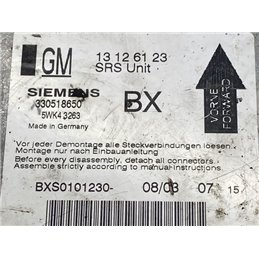 GM 13 12 61 23
SRS Unit
SIEMENS BX
330518650
5WK4 3263
Made in Germany
VORNE
FORWARD
Vor jeder Demontage alle Steckverbindungen lösen.
Montage nur nach Einbauanleitung
Before every disassembly, detach all connectors.
Assemble strictly according to manual instructions
BXS0101230- 08/03 07 15